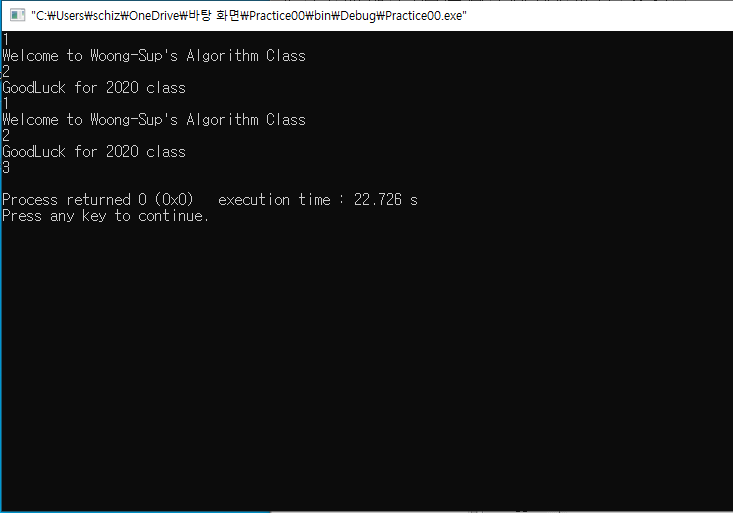 "C:₩Users₩schiz₩OneDrive₩바탕 화면₩Practice00₩bin₩Debug₩Practice00.exe"
1
Welcome to Woong-Sup's Algorithm Class
2
GoodLuck for 2020 class
1
Welcome to Woong-Sup's Algorithm Class
2
GoodLuck for 2020 class
3
Process returned 0 (0x0)   execution time : 22.726 s
Press any key to continue.